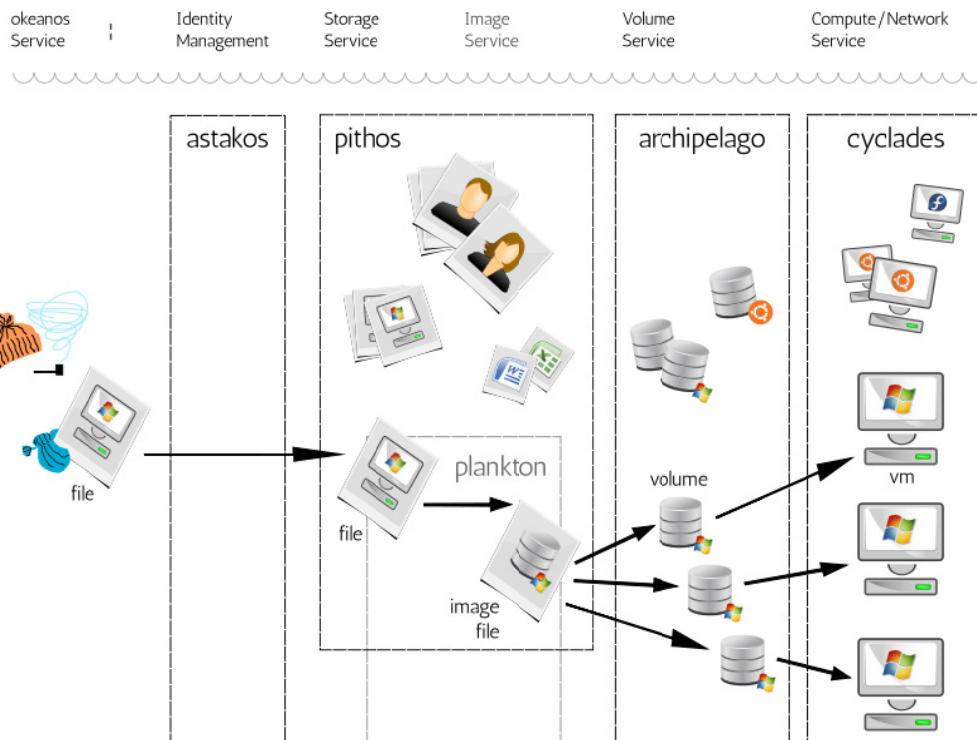 okeanos
Service
Identity
Management
Storage
Service
Image
Service
Volume
Service
Compute/Network
Service
astakos
pithos
archipelago
cyclades
W
X
plankton
file
file
image
file
volume
vm